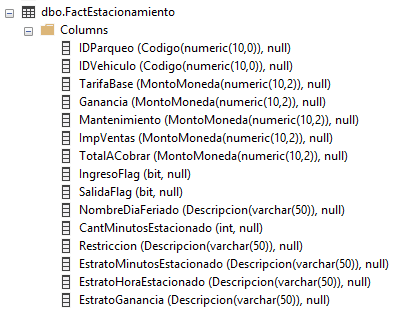 dbo.FactEstacionamiento
Columns
IDParqueo (Codigo(numeric(10,0)), null)
IDVehiculo (Codigo(numeric(10,0)), null)
TarifaBase (MontoMoneda(numeric(10,2)), null)
Ganancia (MontoMoneda(numeric(10,2)), null)
Mantenimiento (MontoMoneda(numeric(10,2)), null)
ImpVentas (MontoMoneda(numeric(10,2)), null)
TotalACobrar (MontoMoneda(numeric(10,2)), null)
IngresoFlag (bit, null)
SalidaFlag (bit, null)
NombreDiaFeriado (Descripcion(varchar(50)), null)
CantMinutosEstacionado (int, null)
Restriccion (Descripcion(varchar(50)), null)
EstratoMinutosEstacionado (Descripcion(varchar(50)), null)
EstratoHoraEstacionado (Descripcion(varchar(50)), null)
EstratoGanancia (Descripcion(varchar(50)), null)